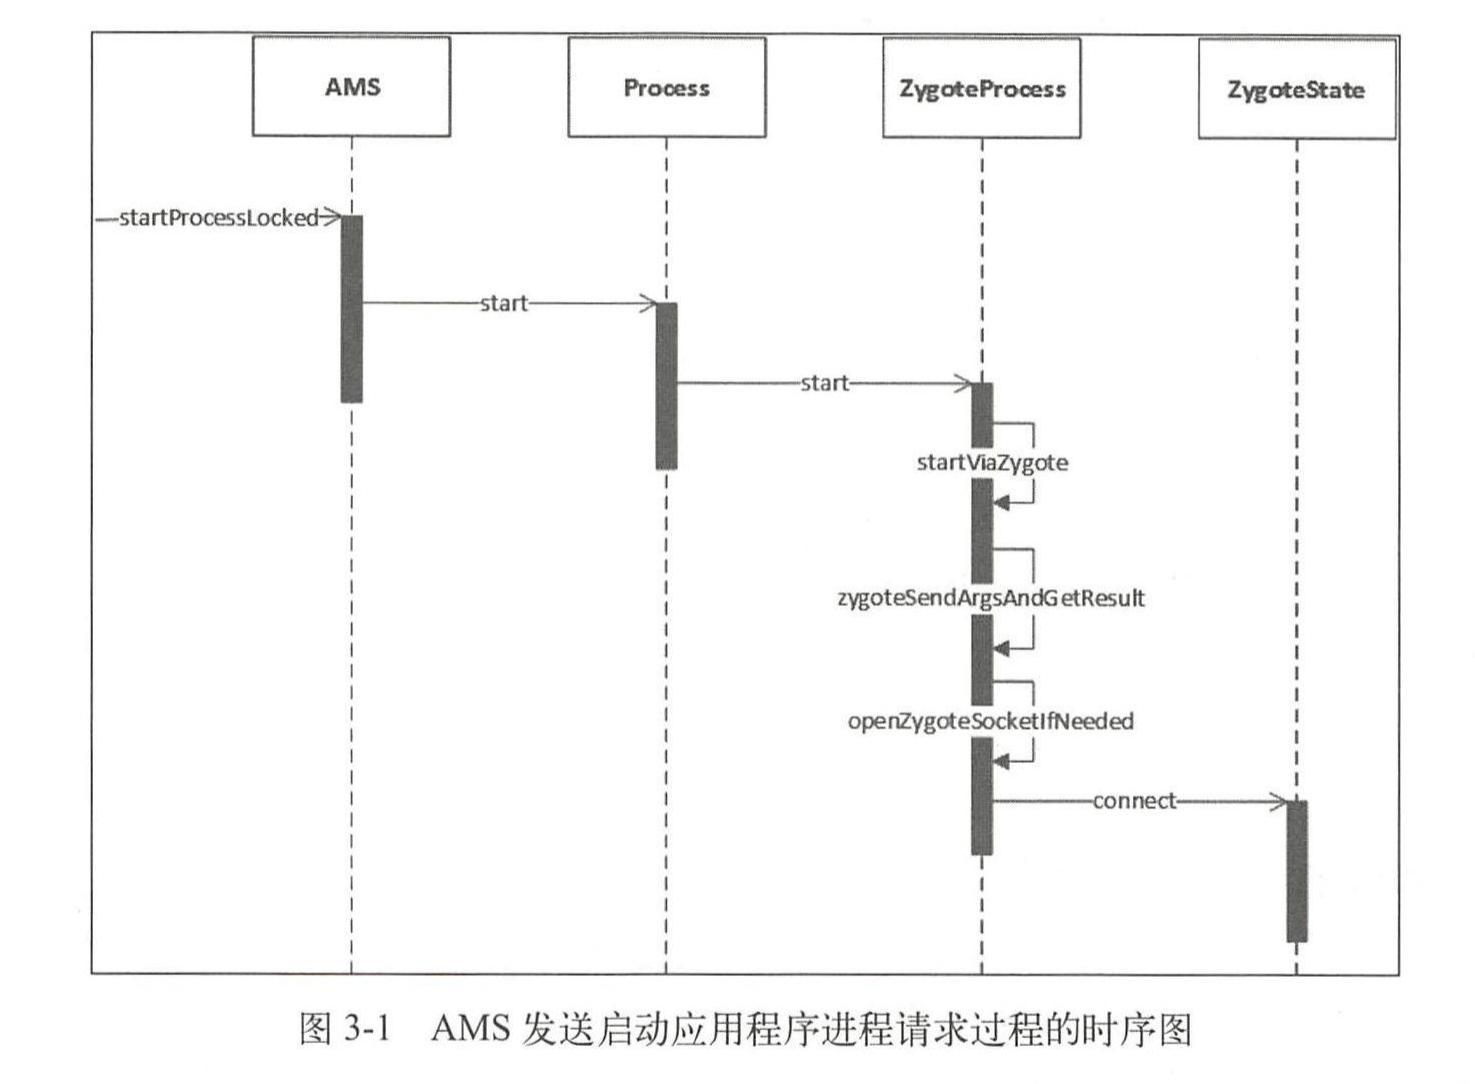 AMS
Process
ZygoteProcess
ZygoteState
startProcessLocked
start
start
startViaZygote
zygoteSendArgsAndGetResult
openZygoteSocketIfNeeded
connect
图 3-1 AMS 发送启动应用程序进程请求过程的时序图